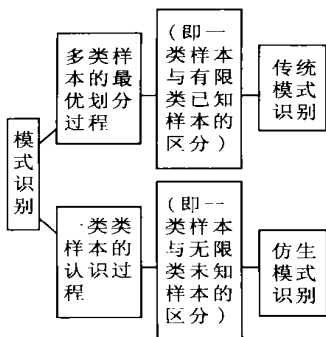 模式识别
多类样
本的最
优划分
过程
(即一
类样本
与有限
类已知
样本的
区分)
传统
模式
识别
一类类
样本的
认识过
程
(即一
类样本
与无限
类未知
样本的
区分)
仿生
模式
识别